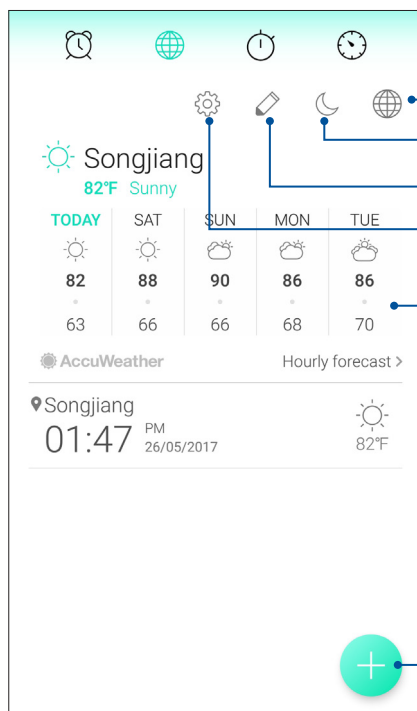 Songjiang
82°F Sunny
TODAY SAT SUN MON TUE
82 88 90 86 86
63 66 66 68 70
AccuWeather Hourly forecast >
Songjiang
01:47 PM
26/05/2017
82°F